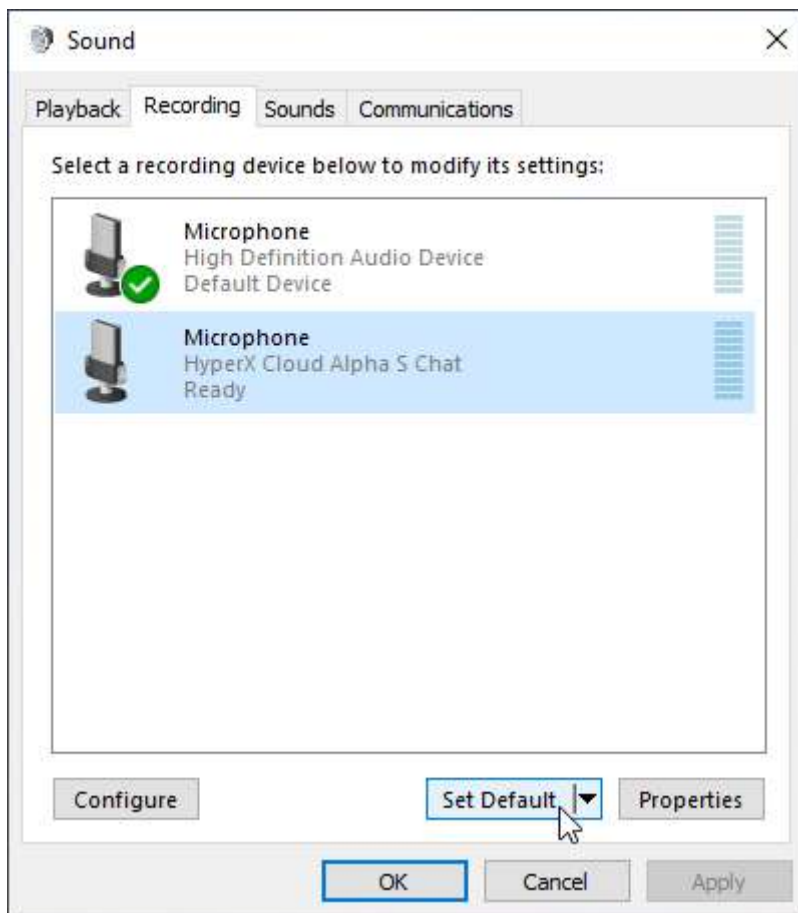 Sound
Playback Recording Sounds Communications
Select a recording device below to modify its settings:
Microphone
High Definition Audio Device
Default Device
Microphone
HyperX Cloud Alpha S Chat
Ready
Configure Set Default Properties
OK Cancel Apply